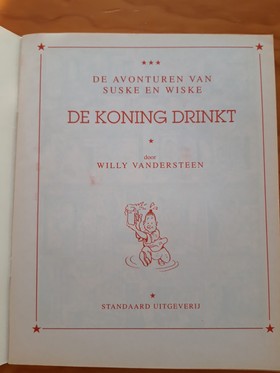 DE AVONTUREN VAN
SUSKE EN WISKE
DE KONING DRINKT
door
WILLY VANDERSTEEN
STANDAARD UITGEVERIJ